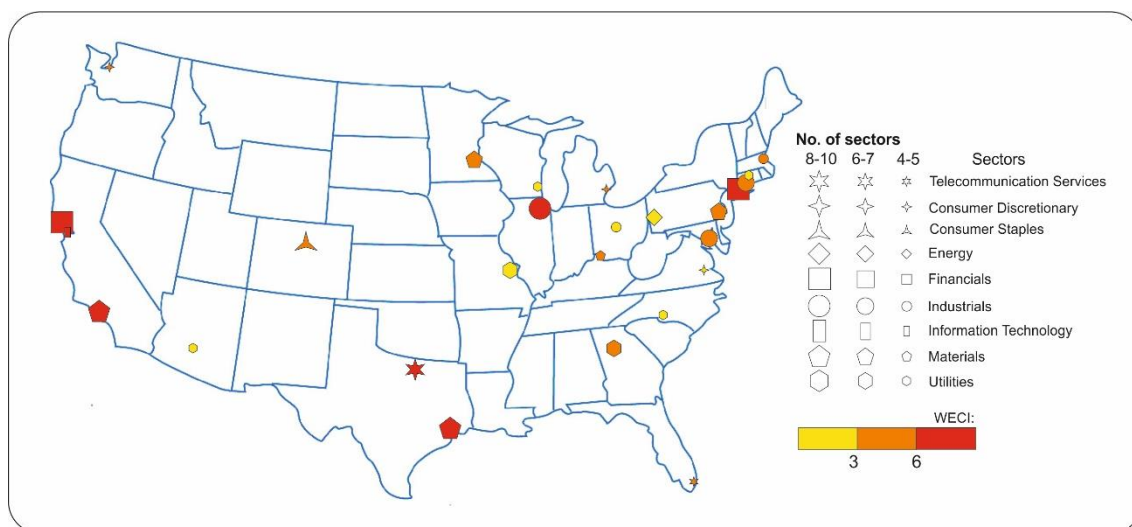 No. of sectors
8-10 6-7 4-5 Sectors
Telecommunication Services
Consumer Discretionary
Consumer Staples
Energy
Financials
Industrials
Information Technology
Materials
Utilities
WECI:
3 6